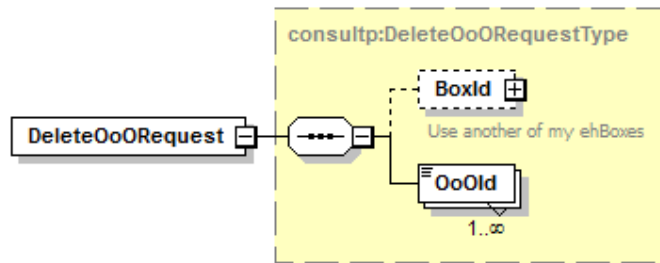 consultp:DeleteOoORequestType
BoxId
Use another of my ehBoxes
DeleteOoORequest
OoOId
1..∞